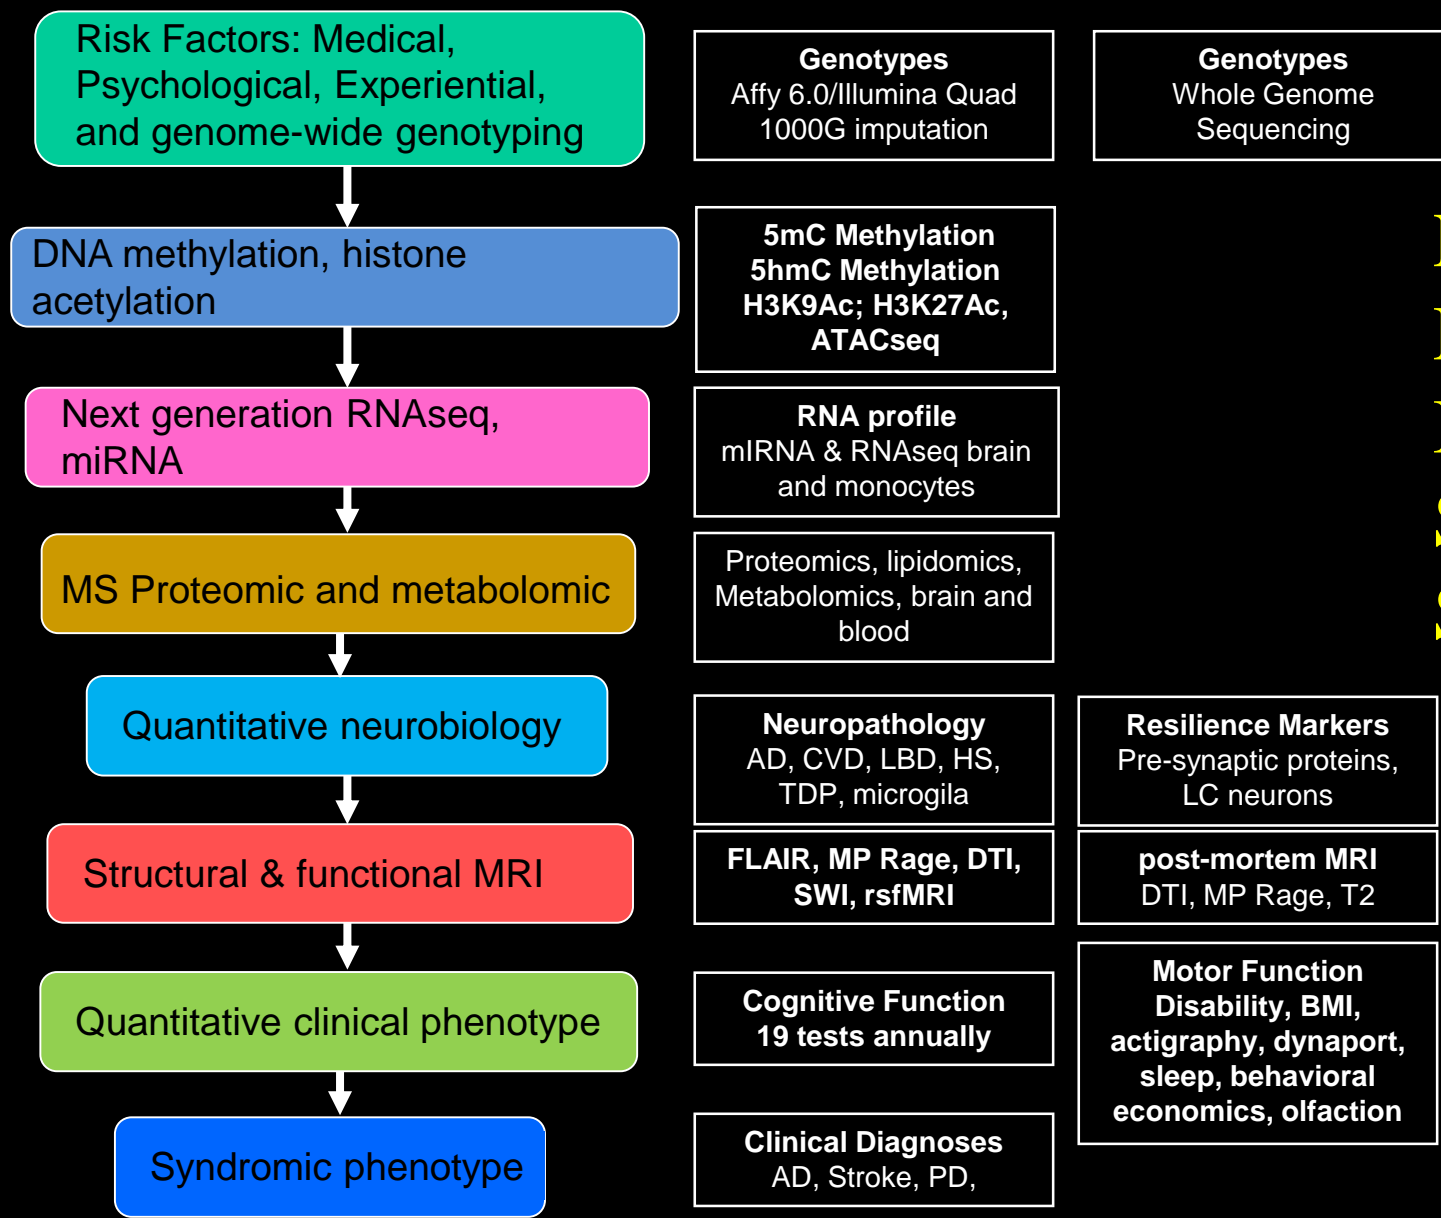 Risk Factors: Medical,
Psychological, Experiential,
and genome-wide genotyping
Genotypes
Affy 6.0/Illumina Quad
1000G imputation
Genotypes
Whole Genome
Sequencing
DNA methylation, histone
acetylation
5mC Methylation
5hmC Methylation
H3K9Ac; H3K27Ac,
ATACseq
Next generation RNAseq,
miRNA
RNA profile
mIRNA & RNAseq brain
and monocytes
MS Proteomic and metabolomic
Proteomics, lipidomics,
Metabolomics, brain and
blood
Quantitative neurobiology
Neuropathology
AD, CVD, LBD, HS,
TDP, microgila
Resilience Markers
Pre-synaptic proteins,
LC neurons
Structural & functional MRI
FLAIR, MP Rage, DTI,
SWI, rsfMRI
post-mortem MRI
DTI, MP Rage, T2
Quantitative clinical phenotype
Cognitive Function
19 tests annually
Motor Function
Disability, BMI,
actigraphy, dynaport,
sleep, behavioral
economics, olfaction
Syndromic phenotype
Clinical Diagnoses
AD, Stroke, PD,